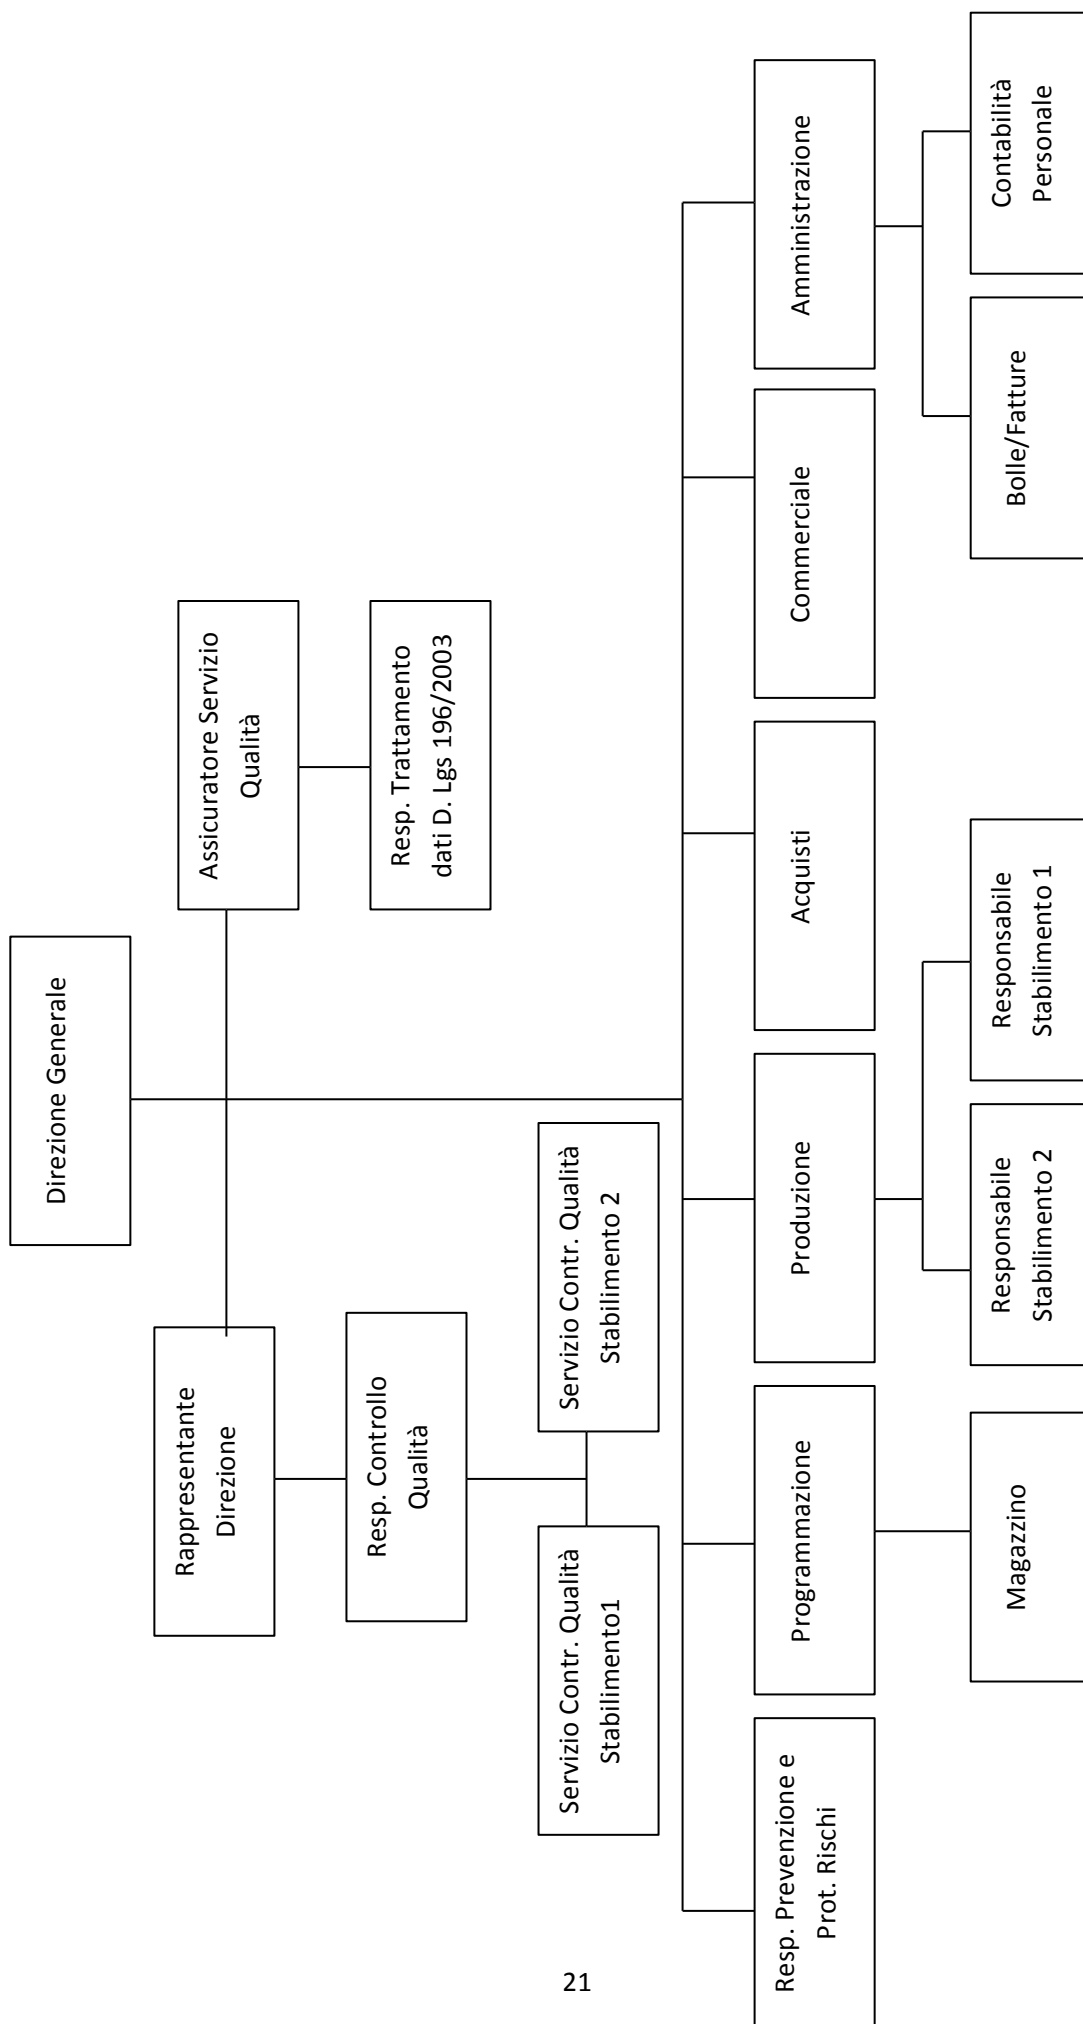 Direzione Generale
Rappresentante
Direzione
Assicuratore Servizio
Qualità
Resp. Controllo
Qualità
Resp. Trattamento
dati D. Lgs 196/2003
Servizio Contr. Qualità
Stabilimento1
Servizio Contr. Qualità
Stabilimento 2
Resp. Prevenzione e
Prot. Rischi
Programmazione
Produzione
Acquisti
Commerciale
Amministrazione
Magazzino
Responsabile
Stabilimento 2
Responsabile
Stabilimento 1
Bolle/Fatture
Contabilità
Personale
21